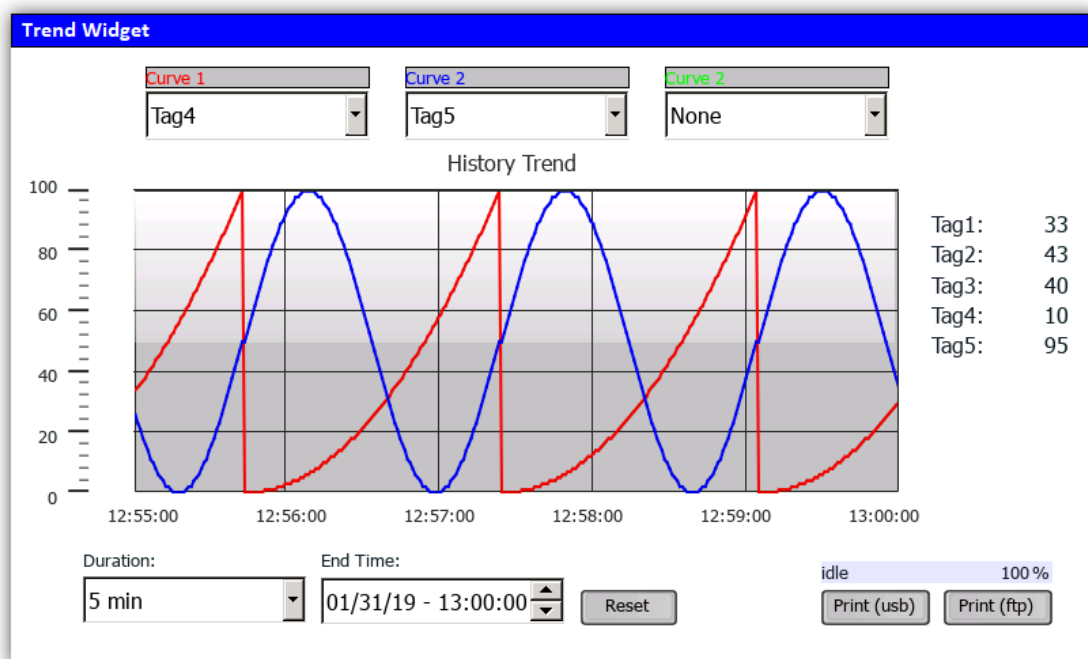 Trend Widget
Curve 1
Curve 2
Curve 2
Tag4
Tag5
None
History Trend
100
80
60
40
20
0
Tag1: 33
Tag2: 43
Tag3: 40
Tag4: 10
Tag5: 95
12:55:00 12:56:00 12:57:00 12:58:00 12:59:00 13:00:00
Duration:
End Time:
5 min
01/31/19 - 13:00:00
Reset
idle 100 %
Print (usb)
Print (ftp)